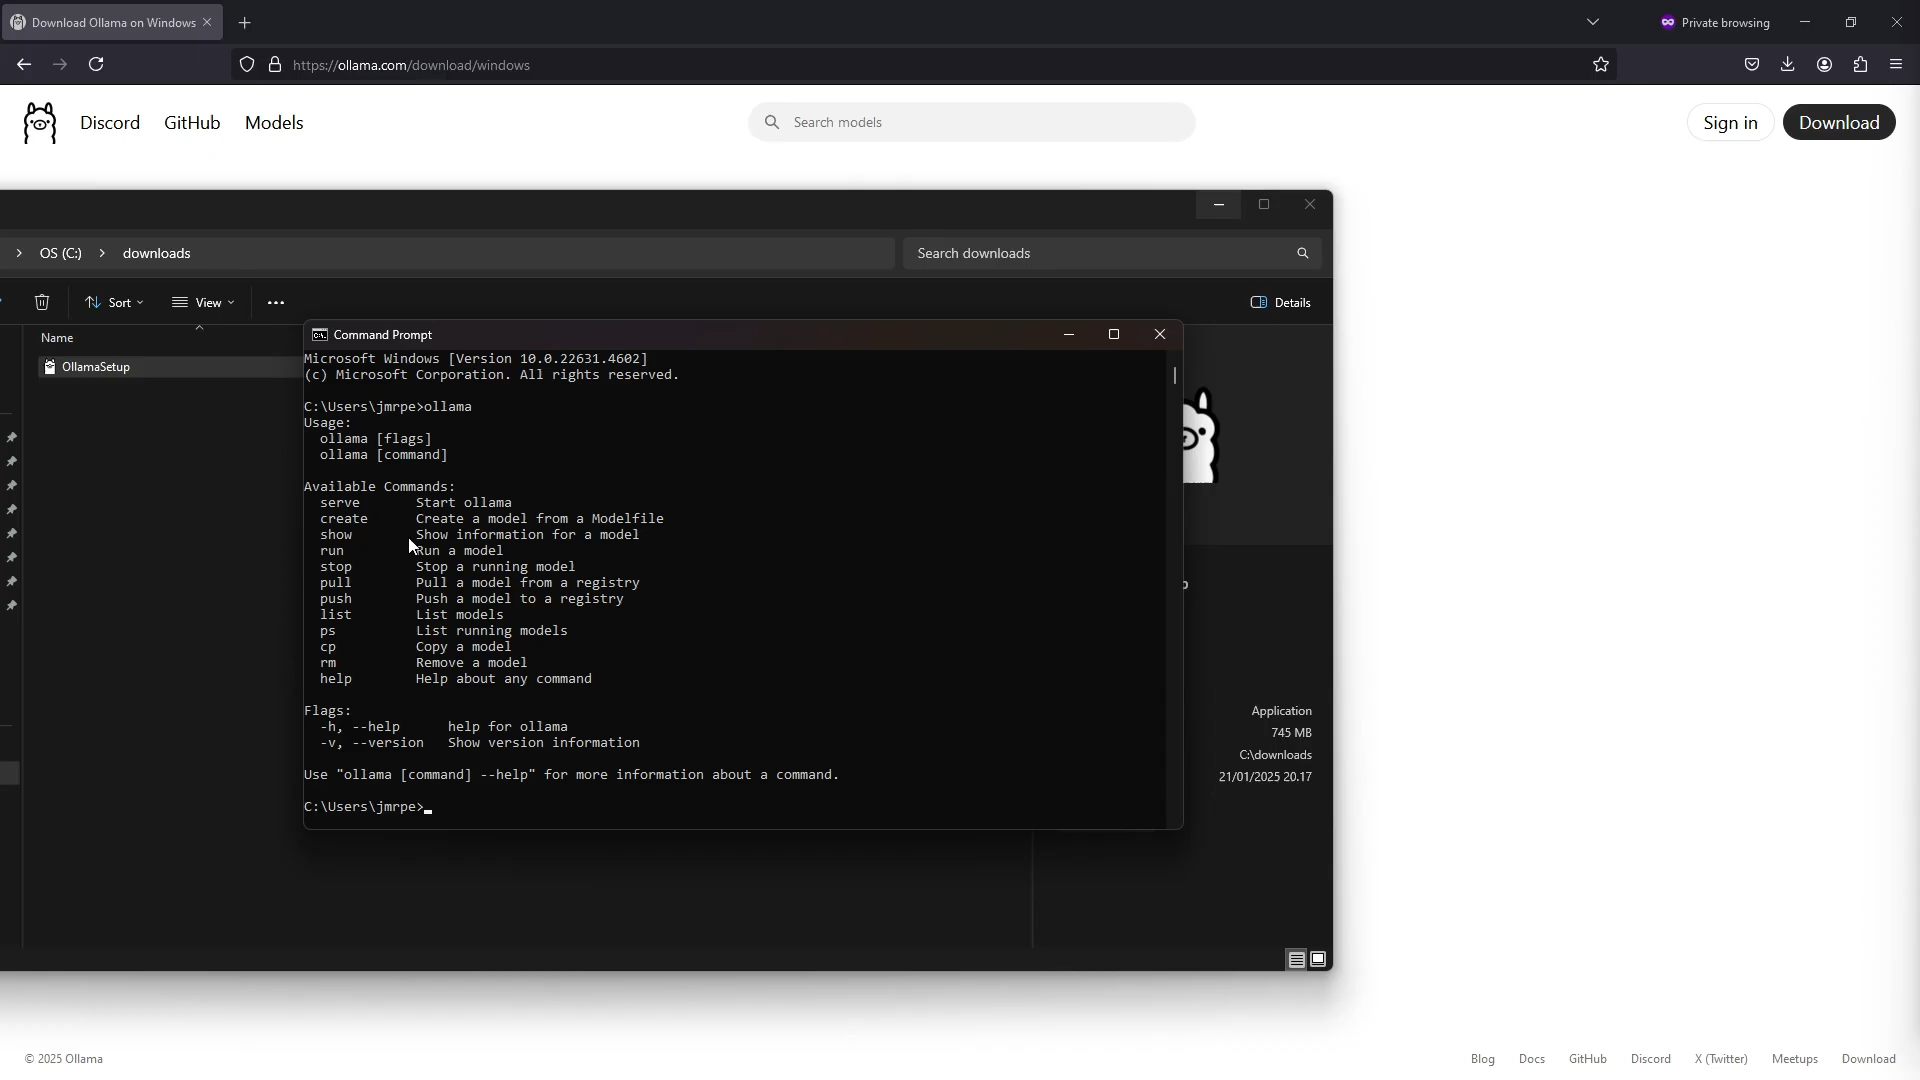 Download Ollama on Windows
Private browsing
https://ollama.com/download/windows
Discord GitHub Models
Search models
Sign in
Download
OS (C:) > downloads
Search downloads
Sort
View
Details
Name
OllamaSetup
Command Prompt
Microsoft Windows [Version 10.0.22631.4602]
(c) Microsoft Corporation. All rights reserved.
C:\Users\jmrpe>ollama
Usage:
ollama [flags]
ollama [command]
Available Commands:
serve Start ollama
create Create a model from a Modelfile
show Show information for a model
run Run a model
stop Stop a running model
pull Pull a model from a registry
push Push a model to a registry
list List models
ps List running models
cp Copy a model
rm Remove a model
help Help about any command
Flags:
-h, --help help for ollama
-v, --version Show version information
Use "ollama [command] --help" for more information about a command.
C:\Users\jmrpe>
Application
745 MB
C:\downloads
21/01/2025 20.17
© 2025 Ollama
Blog Docs GitHub Discord X (Twitter) Meetups Download